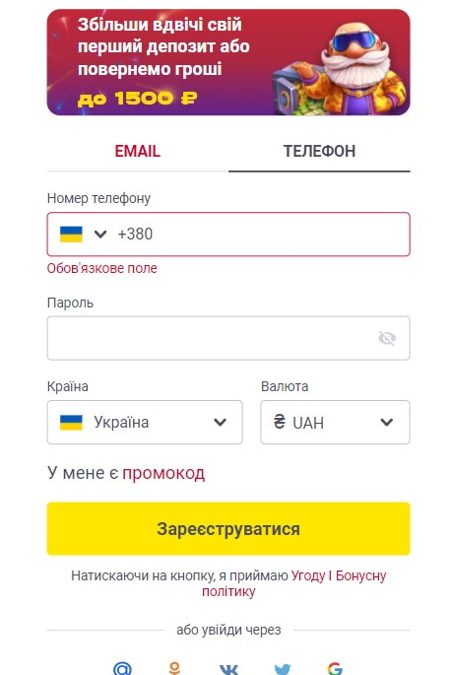 Збільши вдвічі свій
перший депозит або
повернемо гроші
до 1500 ₽
EMAIL ТЕЛЕФОН
Номер телефону
+380
Обов'язкове поле
Пароль
Країна Валюта
Україна ₴ UAH
У мене є промокод
Зареєструватися
Натискаючи на кнопку, я приймаю Угоду І Бонусну
політику
або увійди через